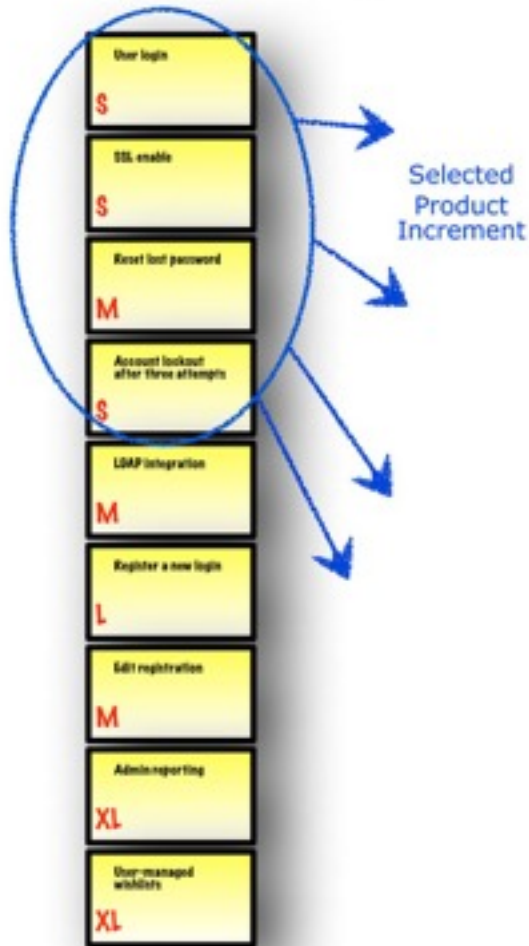 User login
S
SSL enable
S
Reset lost password
M
Account lockout
after three attempts
S
LDAP integration
M
Register a new login
L
Edit registration
M
Admin reporting
XL
User-managed
wishlists
XL
Selected
Product
Increment